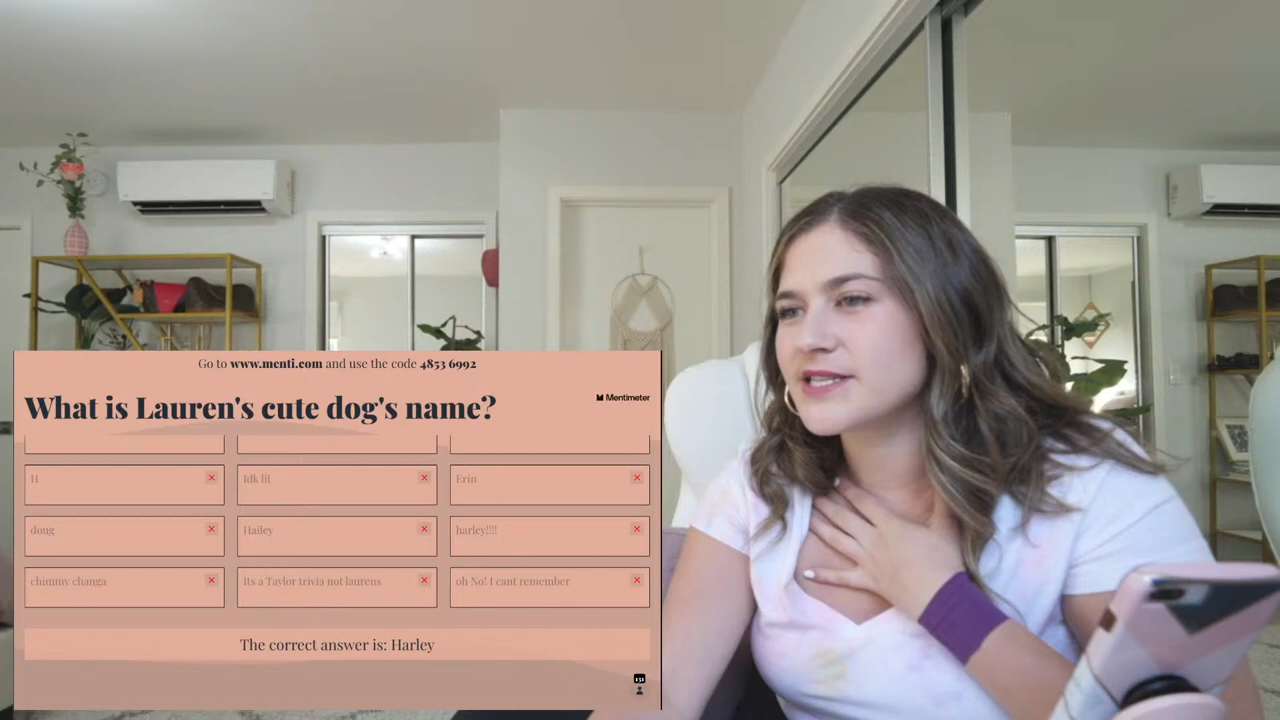 Go to www.menti.com and use the code 4853 6992
What is Lauren's cute dog's name?
Mentimeter
H
Idk lit
Erin
doug
Hailey
harley!!!!
chimmy changa
Its a Taylor trivia not laurens
oh No! I cant remember
The correct answer is: Harley
131